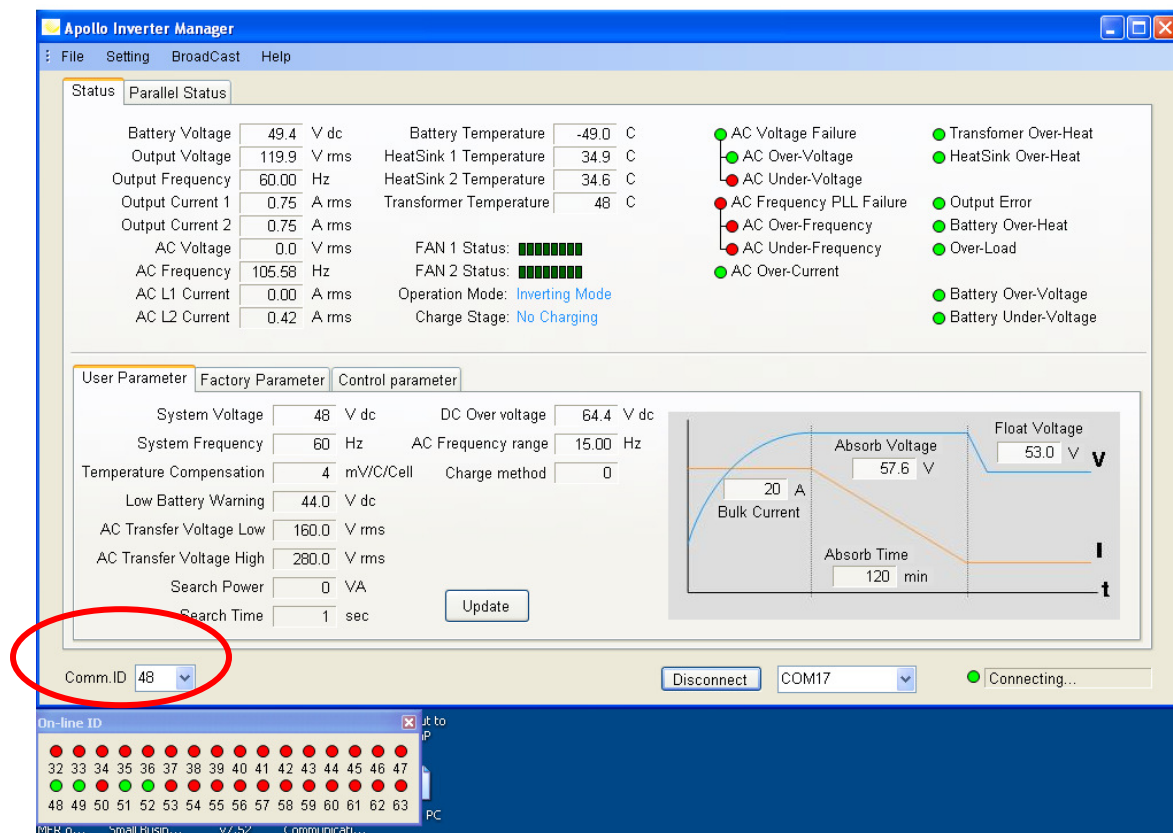 Apollo Inverter Manager
File Setting BroadCast Help
Status Parallel Status
Battery Voltage 49.4 V dc Battery Temperature -49.0 C AC Voltage Failure Transfomer Over-Heat
Output Voltage 119.9 V rms HeatSink 1 Temperature 34.9 C AC Over-Voltage HeatSink Over-Heat
Output Frequency 60.00 Hz HeatSink 2 Temperature 34.6 C AC Under-Voltage
Output Current 1 0.75 A rms Transformer Temperature 48 C AC Frequency PLL Failure Output Error
Output Current 2 0.75 A rms AC Over-Frequency Battery Over-Heat
AC Voltage 0.0 V rms FAN 1 Status: AC Under-Frequency Over-Load
AC Frequency 105.58 Hz FAN 2 Status: AC Over-Current
AC L1 Current 0.00 A rms Operation Mode: Inverting Mode Battery Over-Voltage
AC L2 Current 0.42 A rms Charge Stage: No Charging Battery Under-Voltage
User Parameter Factory Parameter Control parameter
System Voltage 48 V dc DC Over voltage 64.4 V dc
System Frequency 60 Hz AC Frequency range 15.00 Hz
Temperature Compensation 4 mV/C/Cell Charge method 0
Low Battery Warning 44.0 V dc
AC Transfer Voltage Low 160.0 V rms
AC Transfer Voltage High 280.0 V rms
Search Power 0 VA
Search Time 1 sec
Update
Float Voltage
53.0 V V
Absorb Voltage
57.6 V
20 A
Bulk Current
Absorb Time
120 min
I
t
Comm.ID 48 Disconnect COM17 Connecting...
On-line ID
32 33 34 35 36 37 38 39 40 41 42 43 44 45 46 47
48 49 50 51 52 53 54 55 56 57 58 59 60 61 62 63
ut to
PC